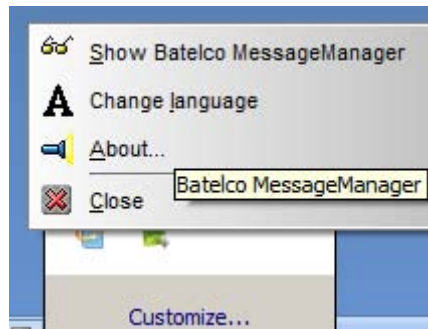 Show Batelco MessageManager
Change language
About...
Batelco MessageManager
Close
Customize...